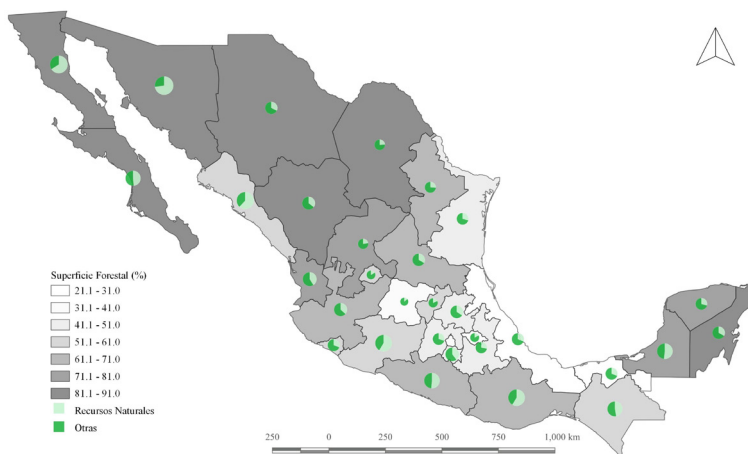 Superficie Forestal (%)
21.1 - 31.0
31.1 - 41.0
41.1 - 51.0
51.1 - 61.0
61.1 - 71.0
71.1 - 81.0
81.1 - 91.0
Recursos Naturales
Otras
250 0 250 500 750 1,000 km